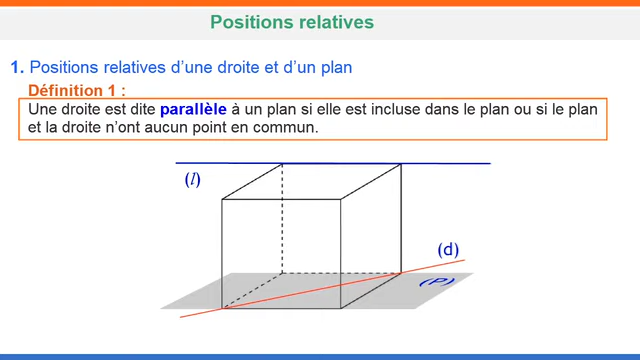 Positions relatives
1. Positions relatives d’une droite et d’un plan
Définition 1 :
Une droite est dite parallèle à un plan si elle est incluse dans le plan ou si le plan
et la droite n’ont aucun point en commun.
(l)
(d)
(P)